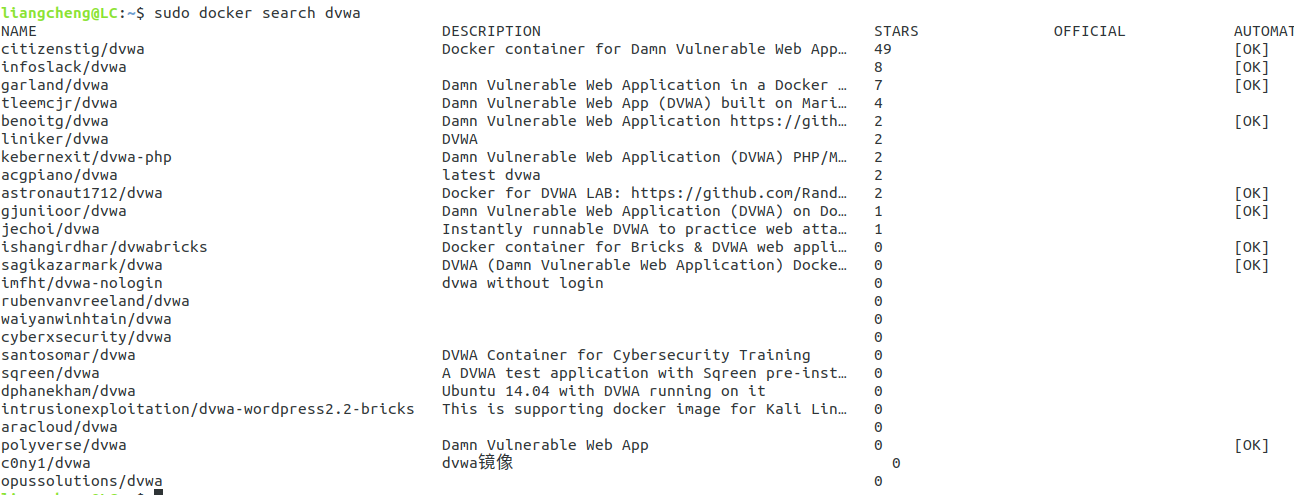 liangcheng@LC:~$ sudo docker search dvwa
NAME DESCRIPTION STARS OFFICIAL AUTOMAT
citizenstig/dvwa Docker container for Damn Vulnerable Web App… 49 [OK]
infoslack/dvwa 8 [OK]
garland/dvwa Damn Vulnerable Web Application in a Docker … 7 [OK]
tleemcjr/dvwa Damn Vulnerable Web App (DVWA) built on Mari… 4
benoitg/dvwa Damn Vulnerable Web Application https://gith… 2 [OK]
liniker/dvwa DVWA 2
kebernexit/dvwa-php Damn Vulnerable Web Application (DVWA) PHP/M… 2
acgpiano/dvwa latest dvwa 2
astronaut1712/dvwa Docker for DVWA LAB: https://github.com/Rand… 2 [OK]
gjuniioor/dvwa Damn Vulnerable Web Application (DVWA) on Do… 1 [OK]
jechoi/dvwa Instantly runnable DVWA to practice web atta… 1
ishangirdhar/dvwabricks Docker container for Bricks & DVWA web appli… 0 [OK]
sagikazarmark/dvwa DVWA (Damn Vulnerable Web Application) Docke… 0 [OK]
imfht/dvwa-nologin dvwa without login 0
rubenvanvreeland/dvwa 0
waiyanwinhtain/dvwa 0
cyberxsecurity/dvwa 0
santosomar/dvwa DVWA Container for Cybersecurity Training 0
sqreen/dvwa A DVWA test application with Sqreen pre-inst… 0
dphanekham/dvwa Ubuntu 14.04 with DVWA running on it 0
intrusionexploitation/dvwa-wordpress2.2-bricks This is supporting docker image for Kali Lin… 0
aracloud/dvwa 0
polyverse/dvwa Damn Vulnerable Web App 0 [OK]
c0ny1/dvwa dvwa镜像 0
opussolutions/dvwa 0